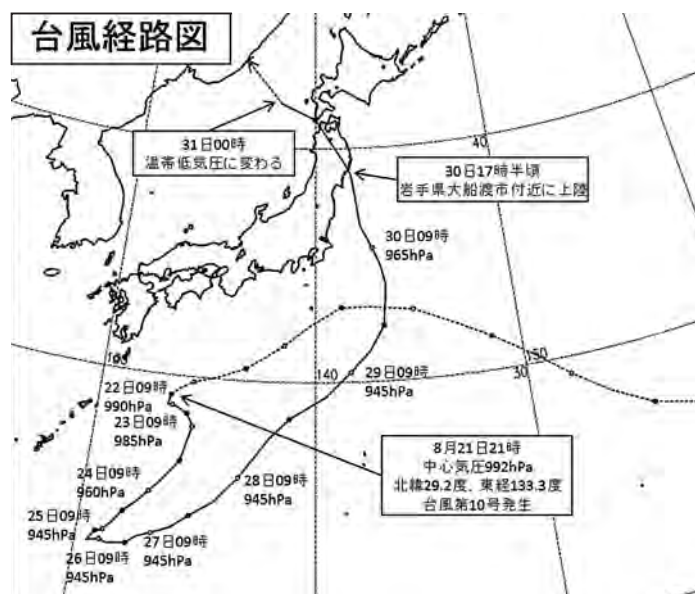 台風経路図
31日00時
温帯低気圧に変わる
40
30日17時半頃
岩手県大船渡市付近に上陸
30日09時
965hPa
150
30
140
29日09時
945hPa
22日09時
990hPa
23日09時
985hPa
8月21日21時
中心気圧992hPa
北緯29.2度、東経133.3度
台風第10号発生
24日09時
960hPa
28日09時
945hPa
25日09時
945hPa
27日09時
945hPa
26日09時
945hPa